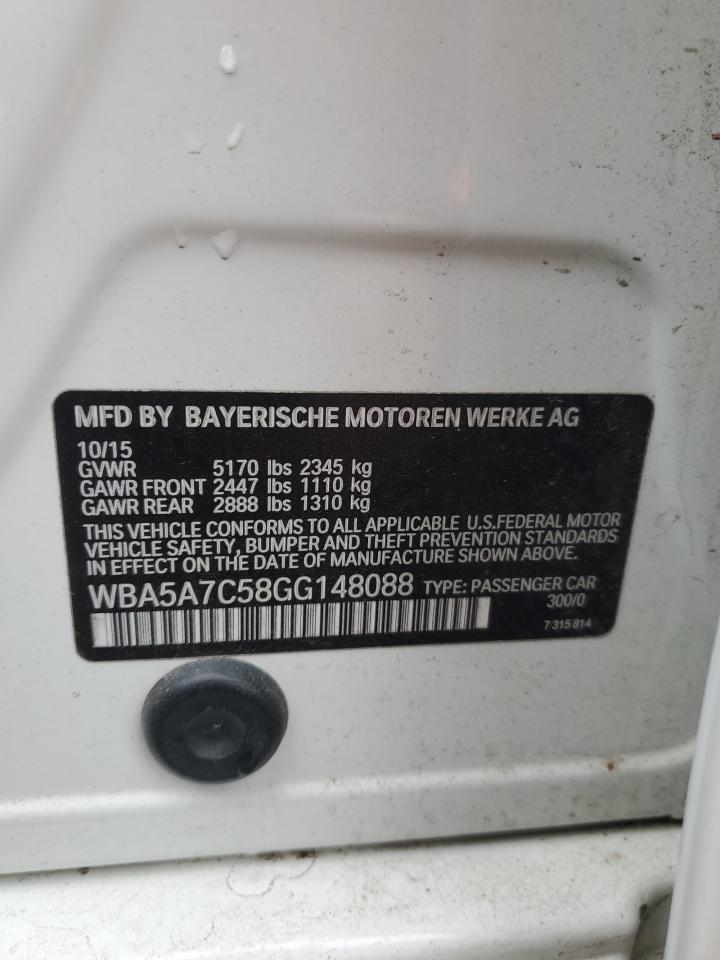 MFD BY BAYERISCHE MOTOREN WERKE AG
10/15
GVWR 5170 lbs 2345 kg
GAWR FRONT 2447 lbs 1110 kg
GAWR REAR 2888 lbs 1310 kg
THIS VEHICLE CONFORMS TO ALL APPLICABLE U.S.FEDERAL MOTOR
VEHICLE SAFETY, BUMPER AND THEFT PREVENTION STANDARDS
IN EFFECT ON THE DATE OF MANUFACTURE SHOWN ABOVE.
WBA5A7C58GG148088 TYPE: PASSENGER CAR
300/0
7 315 814